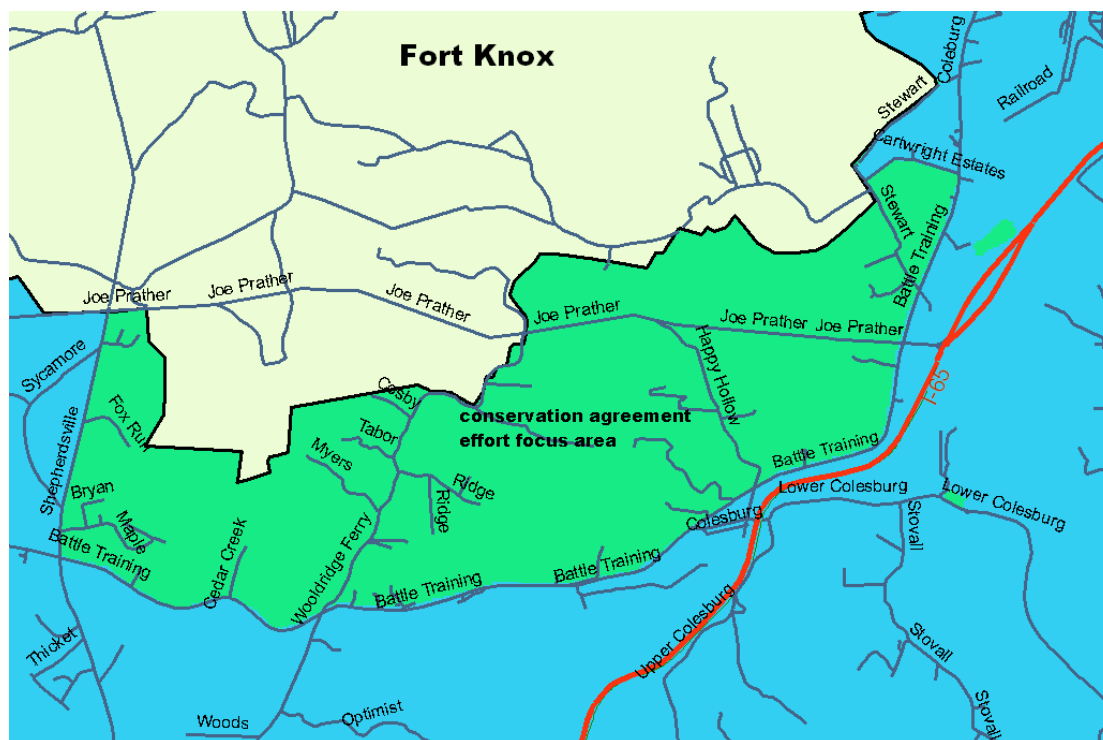 Fort Knox
Stewart
Coleburg
Railroad
Cartwright Estates
Stewart
Battle Training
Joe Prather
Joe Prather
Joe Prather
Joe Prather
Joe Prather
Joe Prather
Sycamore
Happy Hollow
I-65
Cosby
conservation agreement
effort focus area
Fox Run
Tabor
Myers
Shepherdsville
Battle Training
Ridge
Ridge
Lower Colesburg
Lower Colesburg
Bryan
Maple
Colesburg
Stovall
Battle Training
Cedar Creek
Wooldridge Ferry
Battle Training
Battle Training
Upper Colesburg
Stovall
Thicket
Stovall
Woods
Optimist